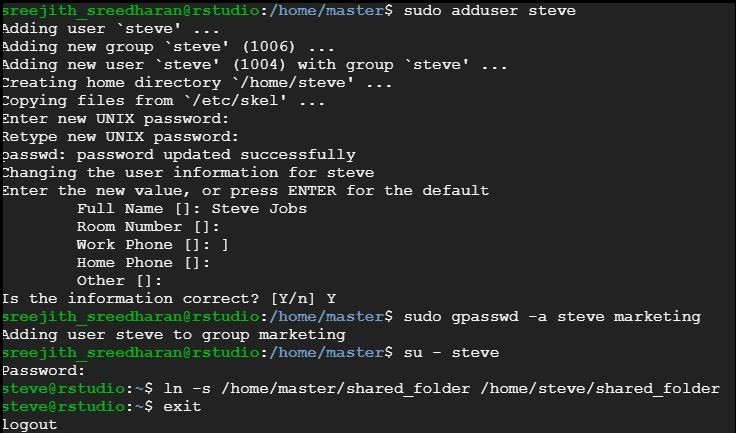 sreejith_sreedharan@rstudio:/home/master$ sudo adduser steve
Adding user `steve' ...
Adding new group `steve' (1006) ...
Adding new user `steve' (1004) with group `steve' ...
Creating home directory `/home/steve' ...
Copying files from `/etc/skel' ...
Enter new UNIX password:
Retype new UNIX password:
passwd: password updated successfully
Changing the user information for steve
Enter the new value, or press ENTER for the default
        Full Name []: Steve Jobs
        Room Number []:
        Work Phone []: ]
        Home Phone []:
        Other []:
Is the information correct? [Y/n] Y
sreejith_sreedharan@rstudio:/home/master$ sudo gpasswd -a steve marketing
Adding user steve to group marketing
sreejith_sreedharan@rstudio:/home/master$ su - steve
Password:
steve@rstudio:~$ ln -s /home/master/shared_folder /home/steve/shared_folder
steve@rstudio:~$ exit
logout